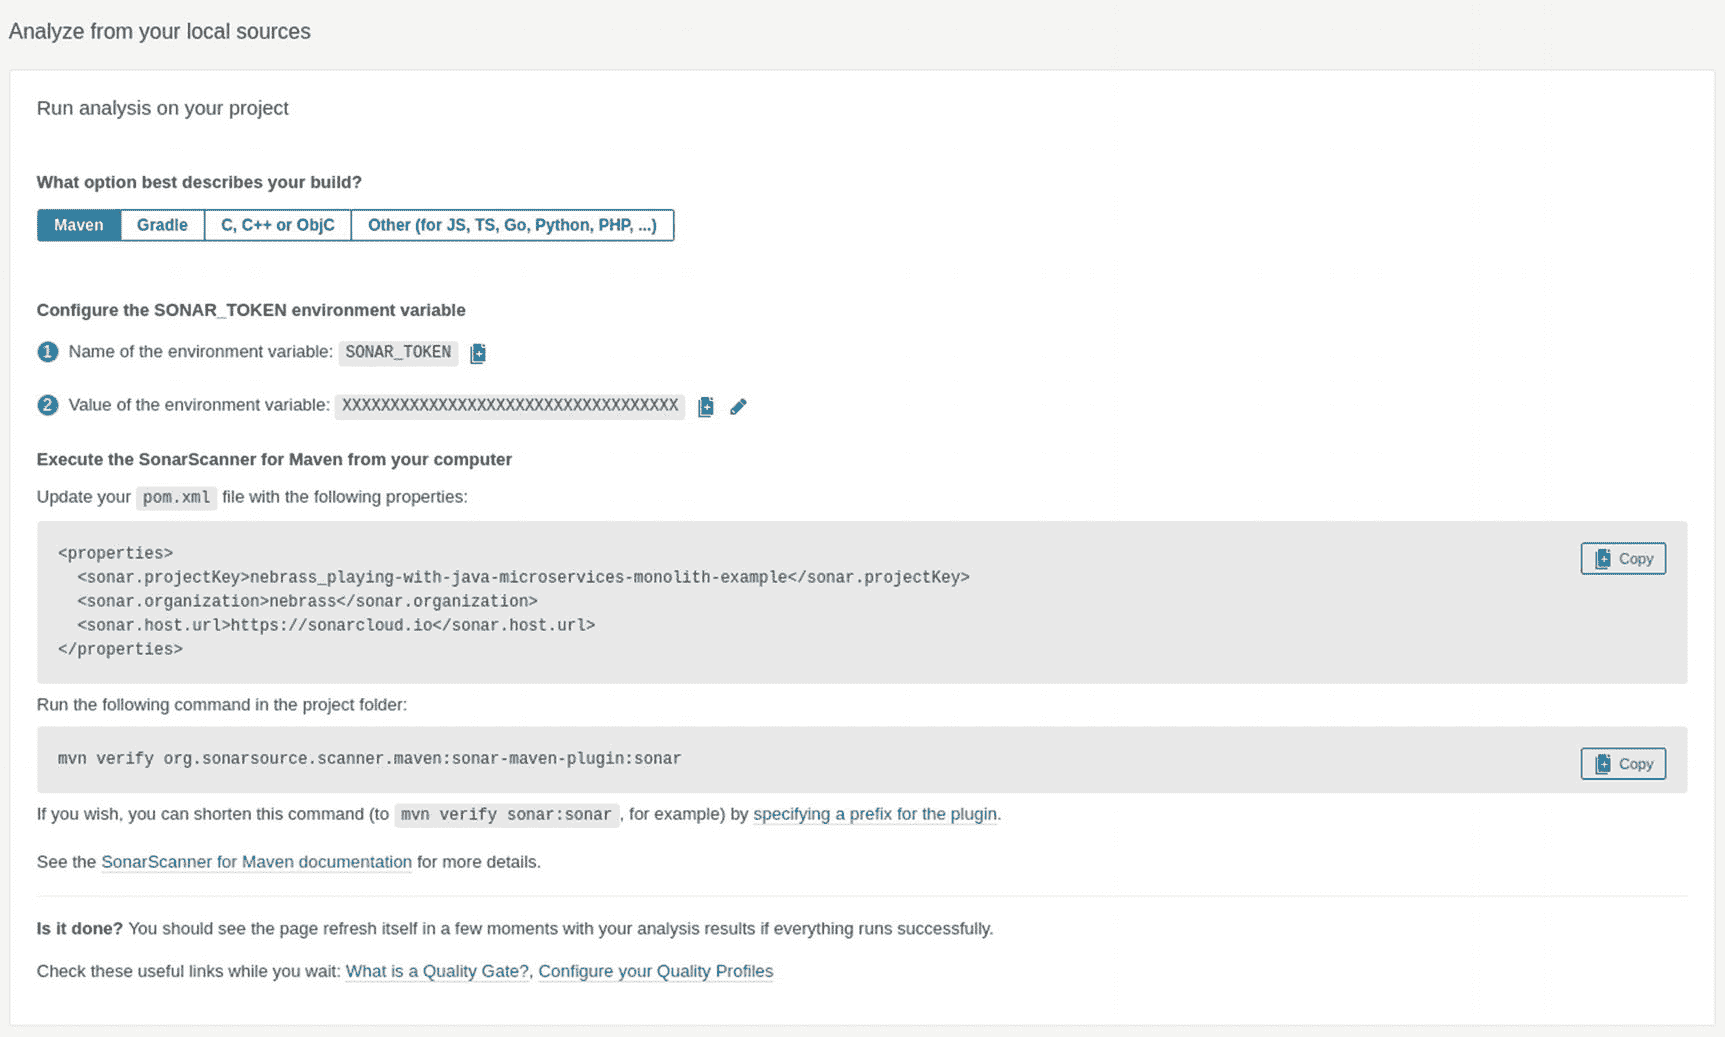 Analyze from your local sources
Run analysis on your project
What option best describes your build?
Maven Gradle C, C++ or ObjC Other (for JS, TS, Go, Python, PHP, ...)
Configure the SONAR_TOKEN environment variable
1 Name of the environment variable: SONAR_TOKEN
2 Value of the environment variable: XXXXXXXXXXXXXXXXXXXXXXXXXXXXXXXXXXX
Execute the SonarScanner for Maven from your computer
Update your pom.xml file with the following properties:
<properties>
  <sonar.projectKey>nebrass_playing-with-java-microservices-monolith-example</sonar.projectKey>
  <sonar.organization>nebrass</sonar.organization>
  <sonar.host.url>https://sonarcloud.io</sonar.host.url>
</properties>
Copy
Run the following command in the project folder:
mvn verify org.sonarsource.scanner.maven:sonar-maven-plugin:sonar
Copy
If you wish, you can shorten this command (to mvn verify sonar:sonar, for example) by specifying a prefix for the plugin.
See the SonarScanner for Maven documentation for more details.
Is it done? You should see the page refresh itself in a few moments with your analysis results if everything runs successfully.
Check these useful links while you wait: What is a Quality Gate?, Configure your Quality Profiles